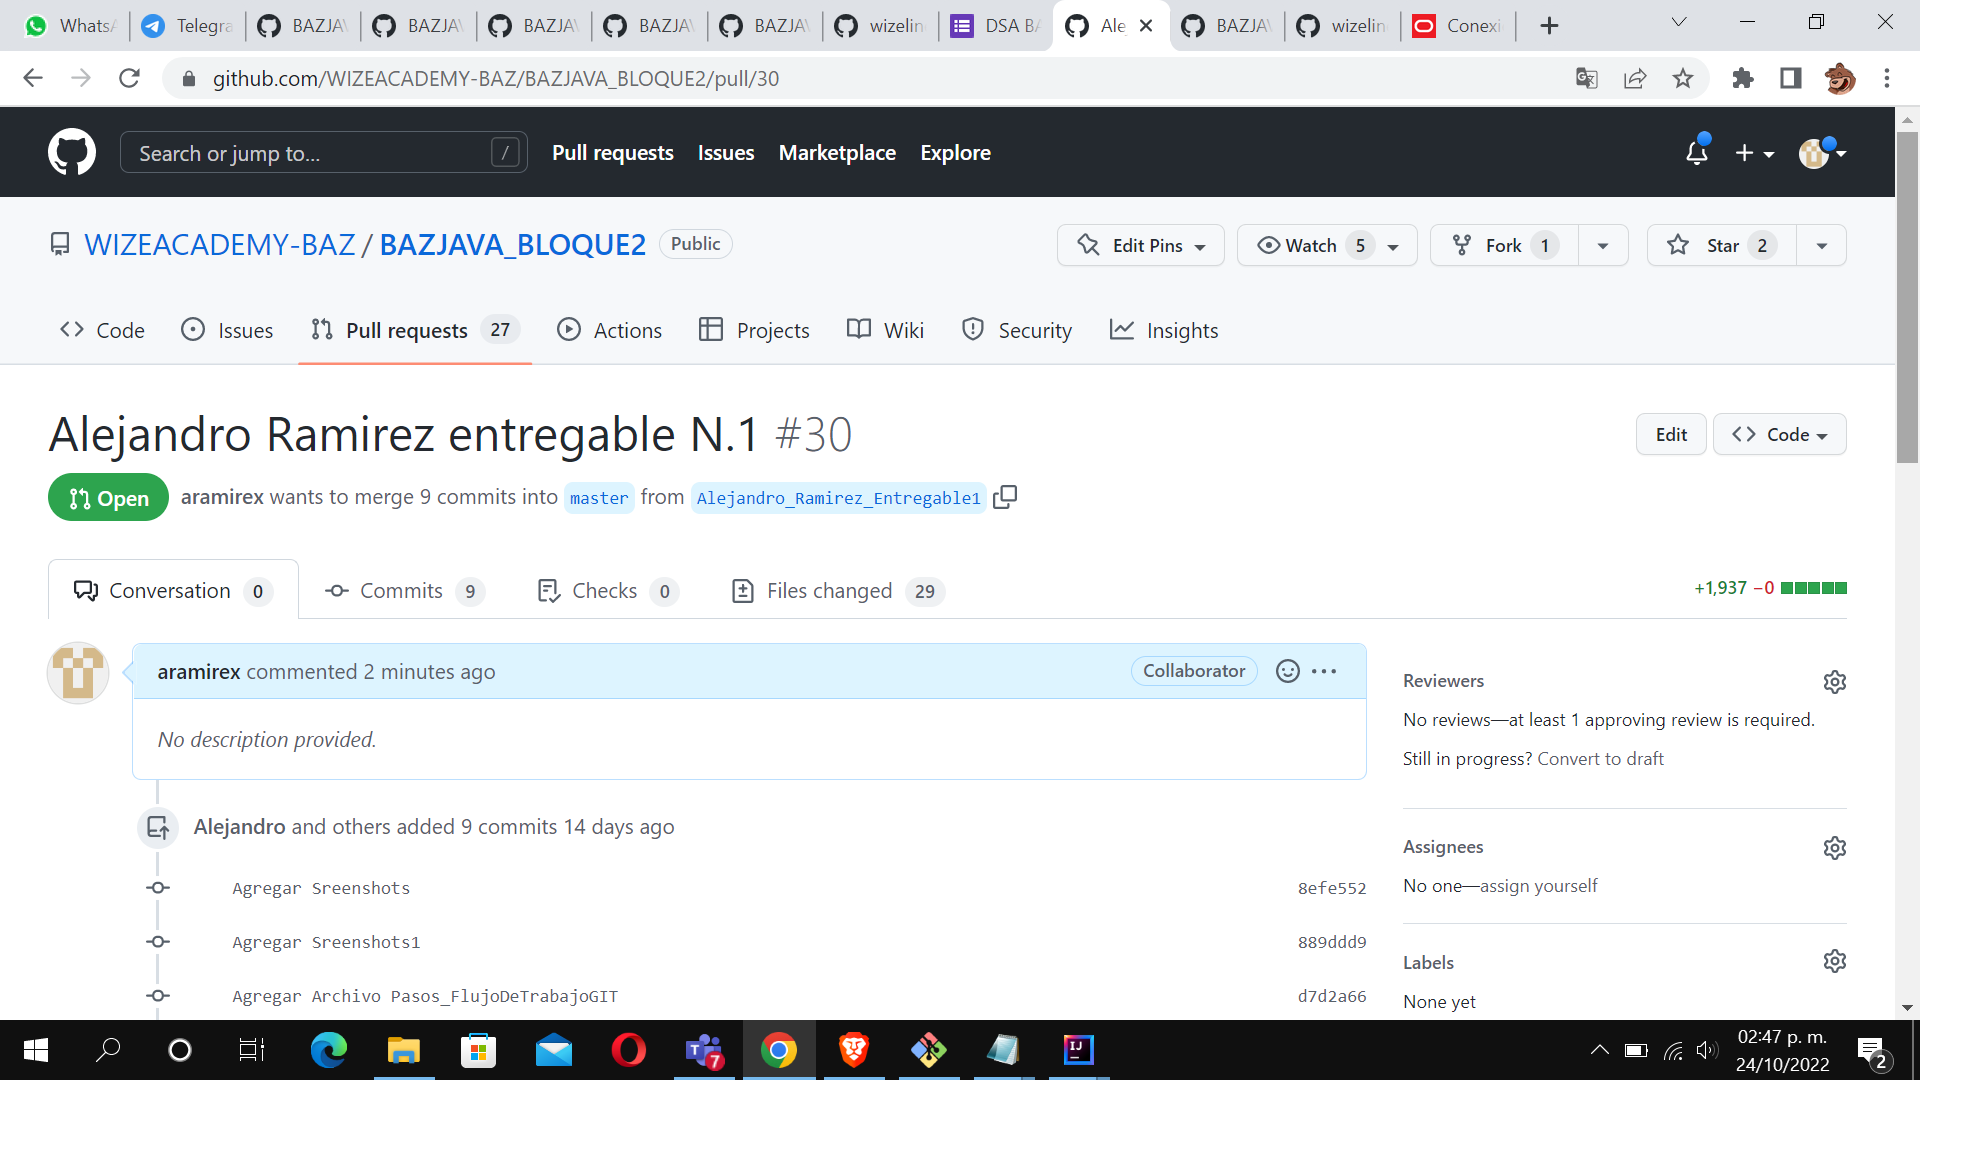 Whats
Telegra
BAZJA
BAZJA
BAZJA
BAZJA
BAZJA
wizelin
DSA BA
Ale
BAZJA
wizelin
Conexi
github.com/WIZEACADEMY-BAZ/BAZJAVA_BLOQUE2/pull/30
Search or jump to... /
Pull requests Issues Marketplace Explore
WIZEACADEMY-BAZ / BAZJAVA_BLOQUE2 Public
Edit Pins Watch 5 Fork 1 Star 2
Code Issues Pull requests 27 Actions Projects Wiki Security Insights
Alejandro Ramirez entregable N.1 #30
Edit Code
Open aramirex wants to merge 9 commits into master from Alejandro_Ramirez_Entregable1
Conversation 0 Commits 9 Checks 0 Files changed 29
+1,937 −0
aramirex commented 2 minutes ago Collaborator
No description provided.
Alejandro and others added 9 commits 14 days ago
Agregar Sreenshots 8efe552
Agregar Sreenshots1 889ddd9
Agregar Archivo Pasos_FlujoDeTrabajoGIT d7d2a66
Reviewers
No reviews—at least 1 approving review is required.
Still in progress? Convert to draft
Assignees
No one—assign yourself
Labels
None yet
T 7
IJ
02:47 p. m.
24/10/2022
2